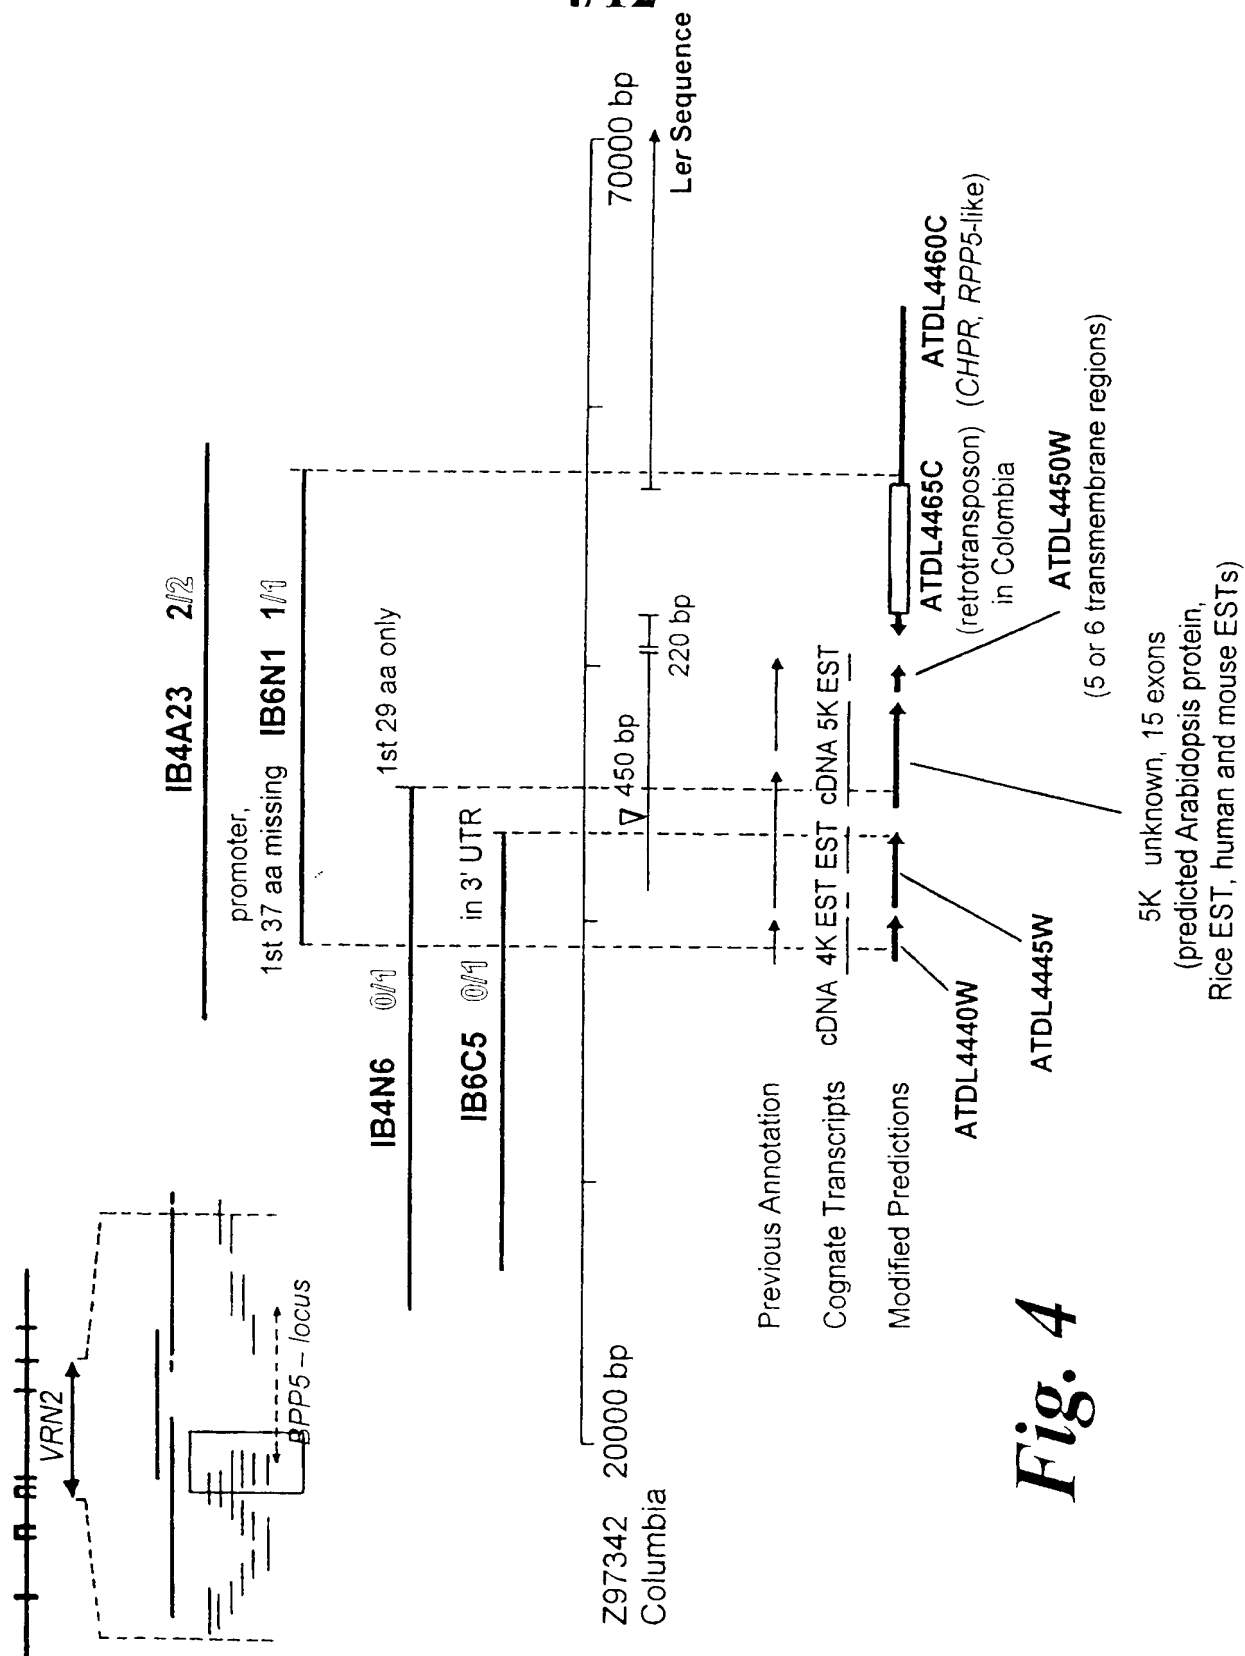 4/12
VRN2
BPP5 – locus
IB4A23 2/2
promoter,
1st 37 aa missing IB6N1 1/1
IB4N6 0/1 1st 29 aa only
IB6C5 0/1 in 3' UTR
Z97342 20000 bp
Columbia
70000 bp
450 bp
220 bp
Ler Sequence
Previous Annotation
Cognate Transcripts cDNA 4K EST EST cDNA 5K EST
Modified Predictions
ATDL4440W
ATDL4445W
ATDL4465C ATDL4460C
(retrotransposon) (CHPR, RPP5-like)
in Colombia
ATDL4450W
(5 or 6 transmembrane regions)
5K unknown, 15 exons
(predicted Arabidopsis protein,
Rice EST, human and mouse ESTs)
Fig. 4